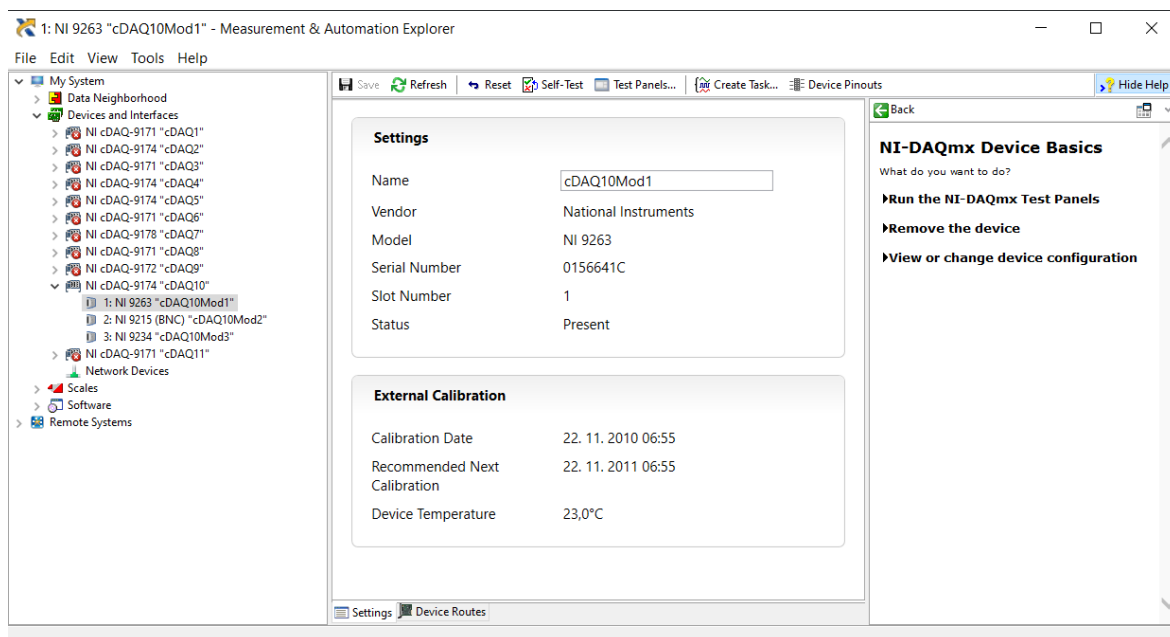 1: NI 9263 "cDAQ10Mod1" - Measurement & Automation Explorer
File Edit View Tools Help
My System
Data Neighborhood
Devices and Interfaces
NI cDAQ-9171 "cDAQ1"
NI cDAQ-9174 "cDAQ2"
NI cDAQ-9171 "cDAQ3"
NI cDAQ-9174 "cDAQ4"
NI cDAQ-9174 "cDAQ5"
NI cDAQ-9171 "cDAQ6"
NI cDAQ-9178 "cDAQ7"
NI cDAQ-9171 "cDAQ8"
NI cDAQ-9172 "cDAQ9"
NI cDAQ-9174 "cDAQ10"
1: NI 9263 "cDAQ10Mod1"
2: NI 9215 (BNC) "cDAQ10Mod2"
3: NI 9234 "cDAQ10Mod3"
NI cDAQ-9171 "cDAQ11"
Network Devices
Scales
Software
Remote Systems
Save Refresh Reset Self-Test Test Panels... Create Task... Device Pinouts Hide Help
Settings
Name cDAQ10Mod1
Vendor National Instruments
Model NI 9263
Serial Number 0156641C
Slot Number 1
Status Present
External Calibration
Calibration Date 22. 11. 2010 06:55
Recommended Next 22. 11. 2011 06:55
Calibration
Device Temperature 23,0°C
Settings Device Routes
Back
NI-DAQmx Device Basics
What do you want to do?
Run the NI-DAQmx Test Panels
Remove the device
View or change device configuration